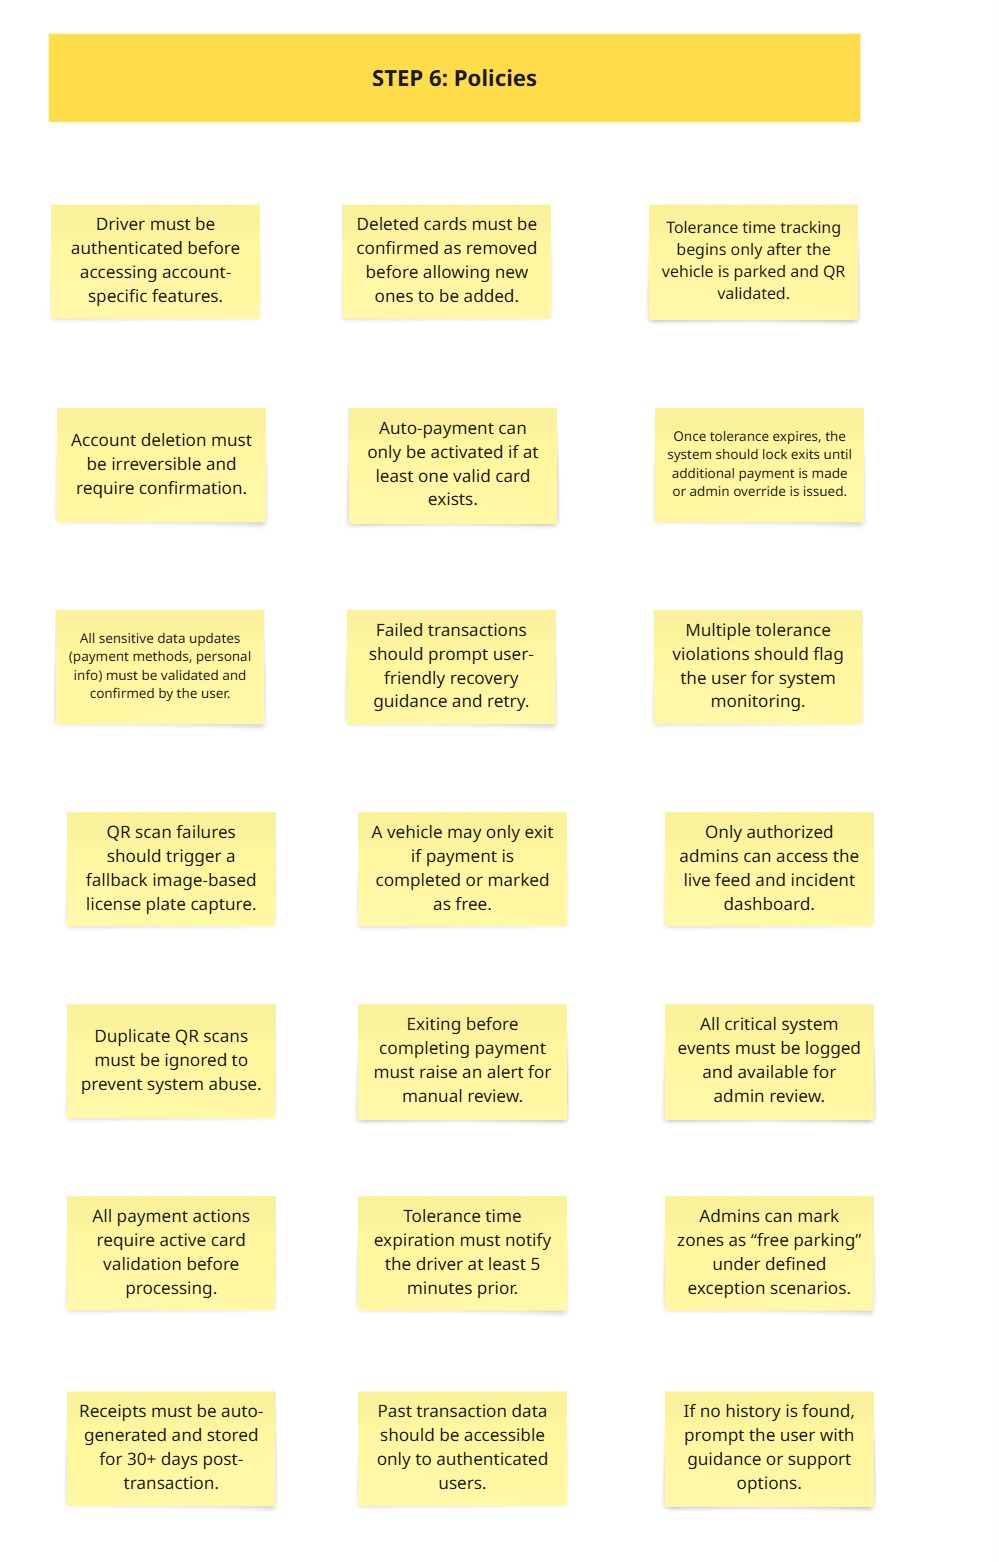 STEP 6: Policies
Driver must be
authenticated before
accessing account-
specific features.
Deleted cards must be
confirmed as removed
before allowing new
ones to be added.
Tolerance time tracking
begins only after the
vehicle is parked and QR
validated.
Account deletion must
be irreversible and
require confirmation.
Auto-payment can
only be activated if at
least one valid card
exists.
Once tolerance expires, the
system should lock exits until
additional payment is made
or admin override is issued.
All sensitive data updates
(payment methods, personal
info) must be validated and
confirmed by the user.
Failed transactions
should prompt user-
friendly recovery
guidance and retry.
Multiple tolerance
violations should flag
the user for system
monitoring.
QR scan failures
should trigger a
fallback image-based
license plate capture.
A vehicle may only exit
if payment is
completed or marked
as free.
Only authorized
admins can access the
live feed and incident
dashboard.
Duplicate QR scans
must be ignored to
prevent system abuse.
Exiting before
completing payment
must raise an alert for
manual review.
All critical system
events must be logged
and available for
admin review.
All payment actions
require active card
validation before
processing.
Tolerance time
expiration must notify
the driver at least 5
minutes prior.
Admins can mark
zones as “free parking”
under defined
exception scenarios.
Receipts must be auto-
generated and stored
for 30+ days post-
transaction.
Past transaction data
should be accessible
only to authenticated
users.
If no history is found,
prompt the user with
guidance or support
options.